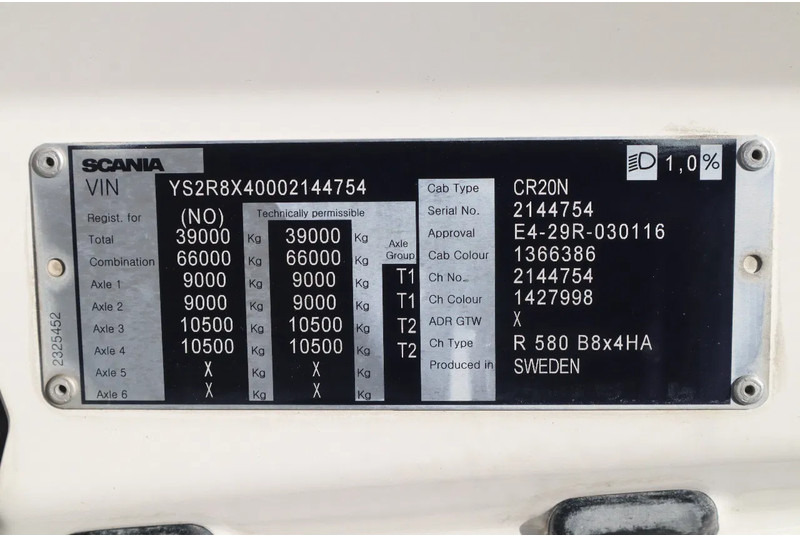 SCANIA
1,0%
VIN YS2R8X40002144754
Regist. for (NO) Technically permissible
Total 39000 Kg 39000 Kg Axle Group
Combination 66000 Kg 66000 Kg
Axle 1 9000 Kg 9000 Kg T1
Axle 2 9000 Kg 9000 Kg T1
Axle 3 10500 Kg 10500 Kg T2
Axle 4 10500 Kg 10500 Kg T2
Axle 5 X Kg X Kg
Axle 6 X Kg X Kg
Cab Type CR20N
Serial No. 2144754
Approval E4-29R-030116
Cab Colour 1366386
Ch No. 2144754
Ch Colour 1427998
ADR GTW X
Ch Type R 580 B8x4HA
Produced in SWEDEN
2325452